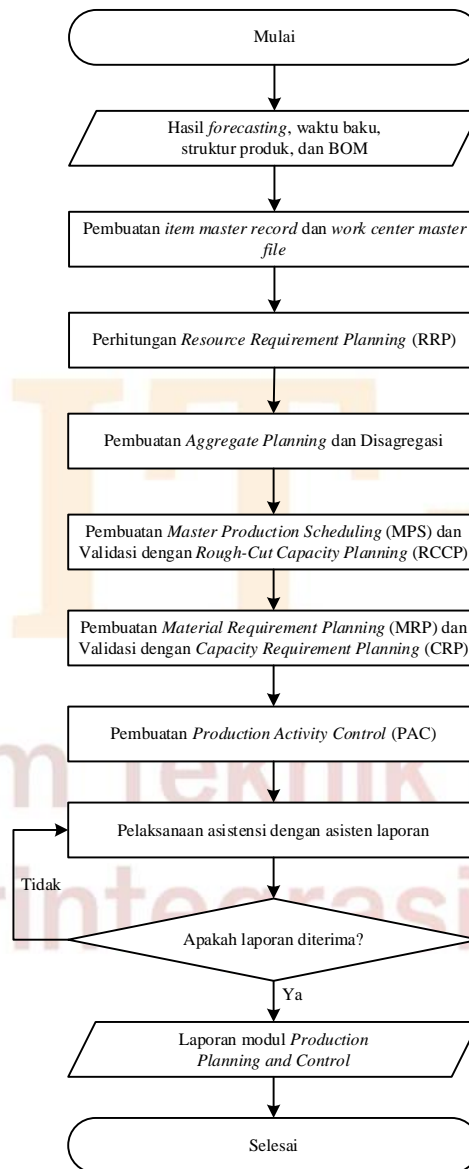 Mulai
Hasil forecasting, waktu baku,
struktur produk, dan BOM
Pembuatan item master record dan work center master
file
Perhitungan Resource Requirement Planning (RRP)
Pembuatan Aggregate Planning dan Disagregasi
Pembuatan Master Production Scheduling (MPS) dan
Validasi dengan Rough-Cut Capacity Planning (RCCP)
Pembuatan Material Requirement Planning (MRP) dan
Validasi dengan Capacity Requirement Planning (CRP)
Pembuatan Production Activity Control (PAC)
m Teknik
Pelaksanaan asistensi dengan asisten laporan
Tidak
rintegrasi
Apakah laporan diterima?
Ya
Laporan modul Production
Planning and Control
Selesai